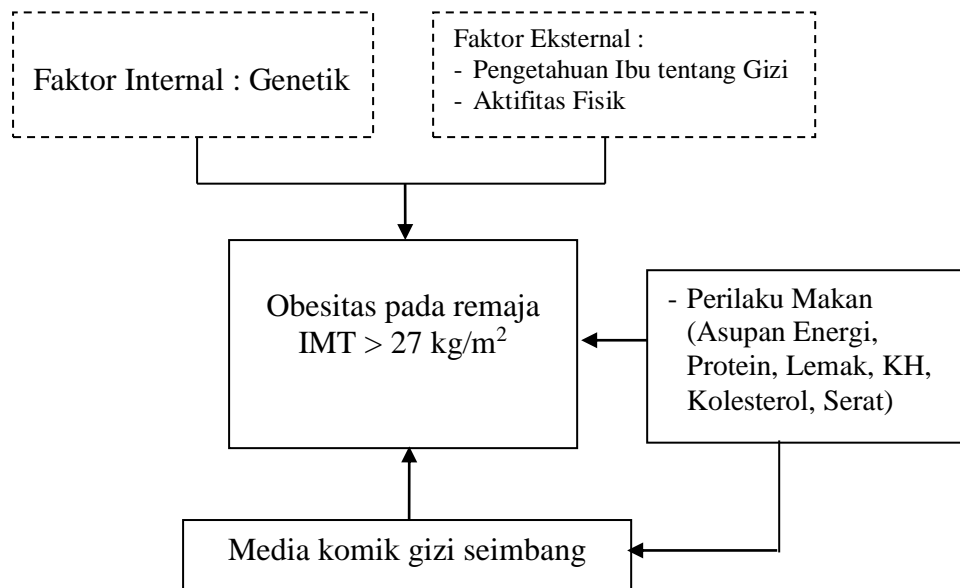 Faktor Internal : Genetik
Faktor Eksternal :
- Pengetahuan Ibu tentang Gizi
- Aktifitas Fisik
Obesitas pada remaja
IMT > 27 kg/m²
- Perilaku Makan
(Asupan Energi,
Protein, Lemak, KH,
Kolesterol, Serat)
Media komik gizi seimbang